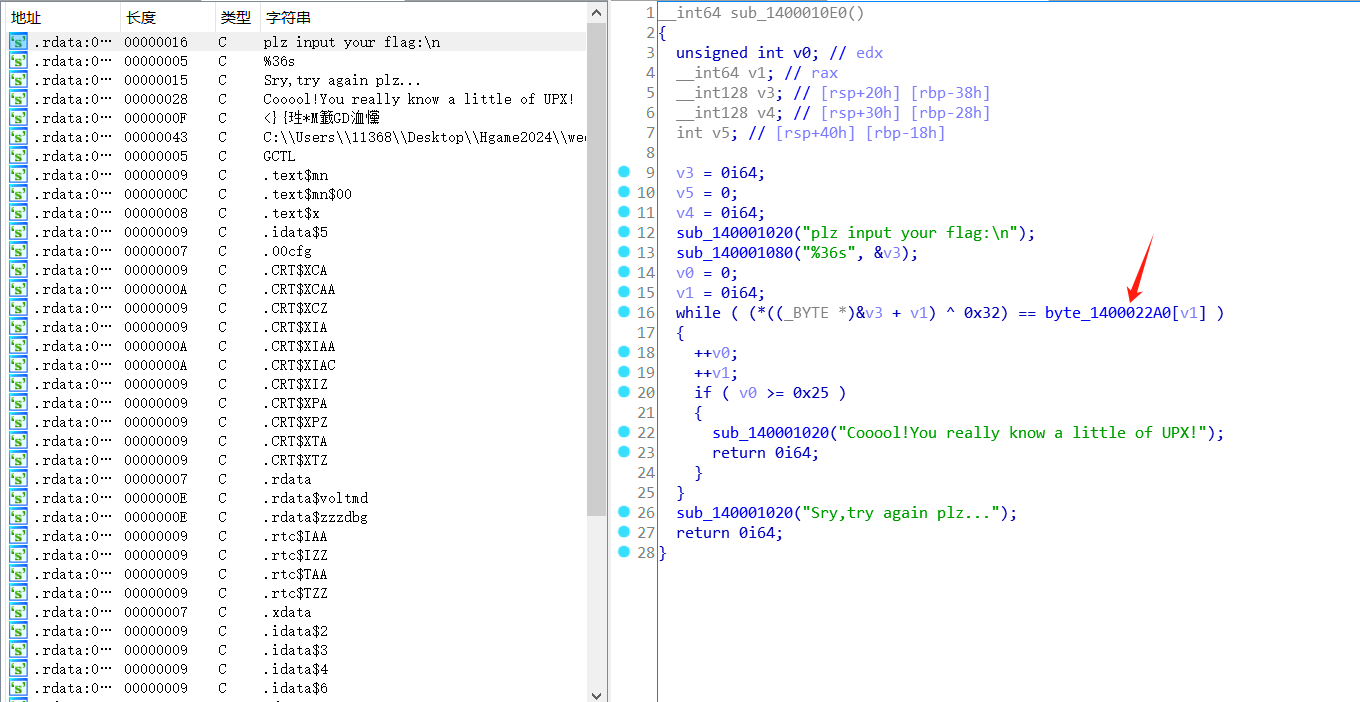 地址 长度 类型 字符串
.rdata:0… 00000016 C plz input your flag:\n
.rdata:0… 00000005 C %36s
.rdata:0… 00000015 C Sry,try again plz...
.rdata:0… 00000028 C Cooool!You really know a little of UPX!
.rdata:0… 0000000F C
.rdata:0… 00000043 C C:\\Users\\11368\\Desktop\\Hgame2024\\wee
.rdata:0… 00000005 C GCTL
.rdata:0… 00000009 C .text$mn
.rdata:0… 0000000C C .text$mn$00
.rdata:0… 00000008 C .text$x
.rdata:0… 00000009 C .idata$5
.rdata:0… 00000007 C .00cfg
.rdata:0… 00000009 C .CRT$XCA
.rdata:0… 0000000A C .CRT$XCAA
.rdata:0… 00000009 C .CRT$XCZ
.rdata:0… 00000009 C .CRT$XIA
.rdata:0… 0000000A C .CRT$XIAA
.rdata:0… 0000000A C .CRT$XIAC
.rdata:0… 00000009 C .CRT$XIZ
.rdata:0… 00000009 C .CRT$XPA
.rdata:0… 00000009 C .CRT$XPZ
.rdata:0… 00000009 C .CRT$XTA
.rdata:0… 00000009 C .CRT$XTZ
.rdata:0… 00000007 C .rdata
.rdata:0… 0000000E C .rdata$voltmd
.rdata:0… 0000000E C .rdata$zzzdbg
.rdata:0… 00000009 C .rtc$IAA
.rdata:0… 00000009 C .rtc$IZZ
.rdata:0… 00000009 C .rtc$TAA
.rdata:0… 00000009 C .rtc$TZZ
.rdata:0… 00000007 C .xdata
.rdata:0… 00000009 C .idata$2
.rdata:0… 00000009 C .idata$3
.rdata:0… 00000009 C .idata$4
.rdata:0… 00000009 C .idata$6
1 __int64 sub_1400010E0()
2 {
3 unsigned int v0; // edx
4 __int64 v1; // rax
5 __int128 v3; // [rsp+20h] [rbp-38h]
6 __int128 v4; // [rsp+30h] [rbp-28h]
7 int v5; // [rsp+40h] [rbp-18h]
8
9 v3 = 0i64;
10 v5 = 0;
11 v4 = 0i64;
12 sub_140001020("plz input your flag:\n");
13 sub_140001080("%36s", &v3);
14 v0 = 0;
15 v1 = 0i64;
16 while ( (*((_BYTE *)&v3 + v1) ^ 0x32) == byte_1400022A0[v1] )
17 {
18 ++v0;
19 ++v1;
20 if ( v0 >= 0x25 )
21 {
22 sub_140001020("Cooool!You really know a little of UPX!");
23 return 0i64;
24 }
25 }
26 sub_140001020("Sry,try again plz...");
27 return 0i64;
28 }